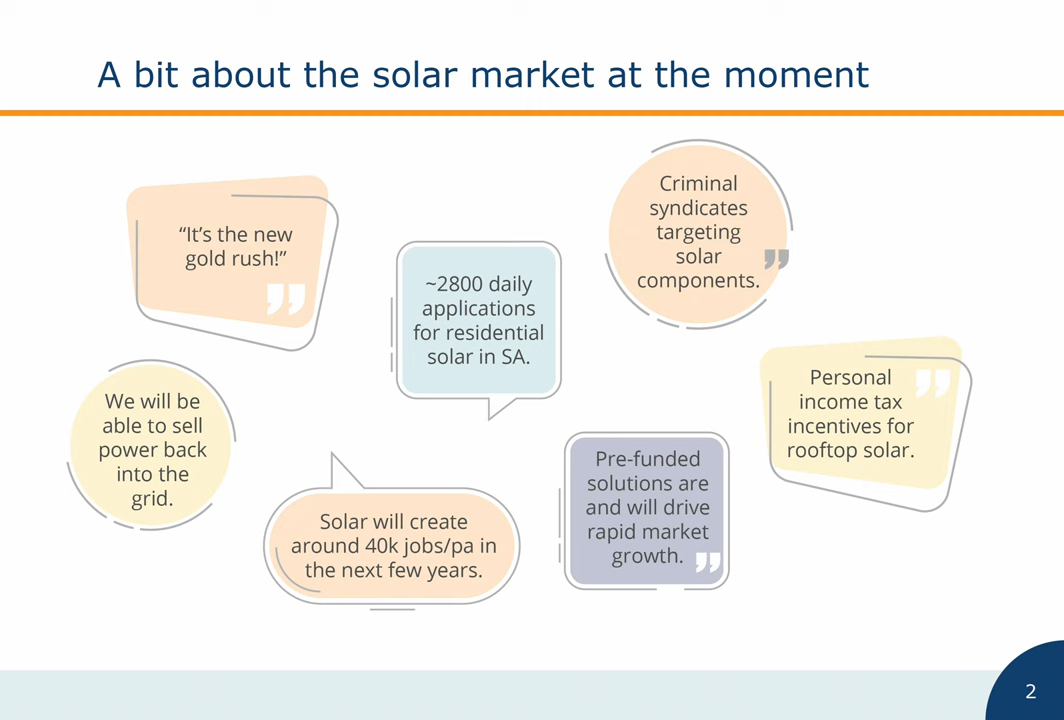 A bit about the solar market at the moment
“It’s the new
gold rush!”
~2800 daily
applications
for residential
solar in SA.
Criminal
syndicates
targeting
solar
components.
We will be
able to sell
power back
into the
grid.
Solar will create
around 40k jobs/pa in
the next few years.
Pre-funded
solutions are
and will drive
rapid market
growth.
Personal
income tax
incentives for
rooftop solar.
2